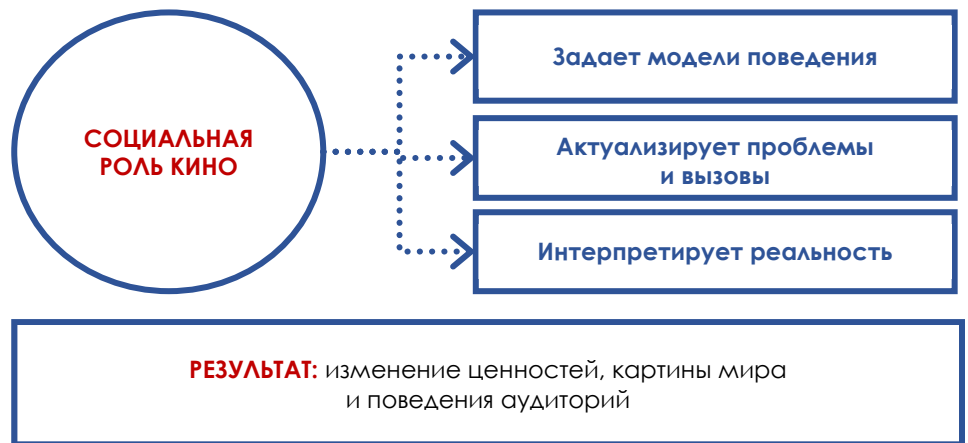 СОЦИАЛЬНАЯ
РОЛЬ КИНО
Задает модели поведения
Актуализирует проблемы
и вызовы
Интерпретирует реальность
РЕЗУЛЬТАТ: изменение ценностей, картины мира
и поведения аудиторий